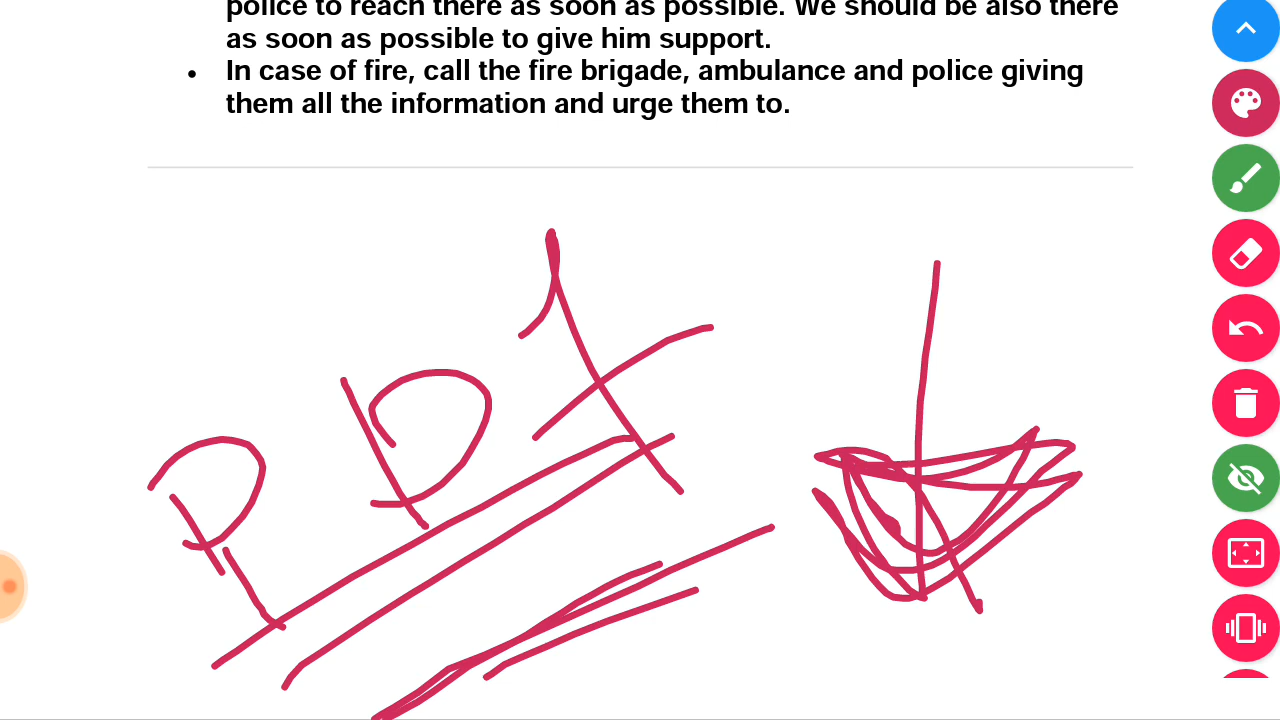 police to reach there as soon as possible. We should be also there
as soon as possible to give him support.
• In case of fire, call the fire brigade, ambulance and police giving
them all the information and urge them to.
PDF